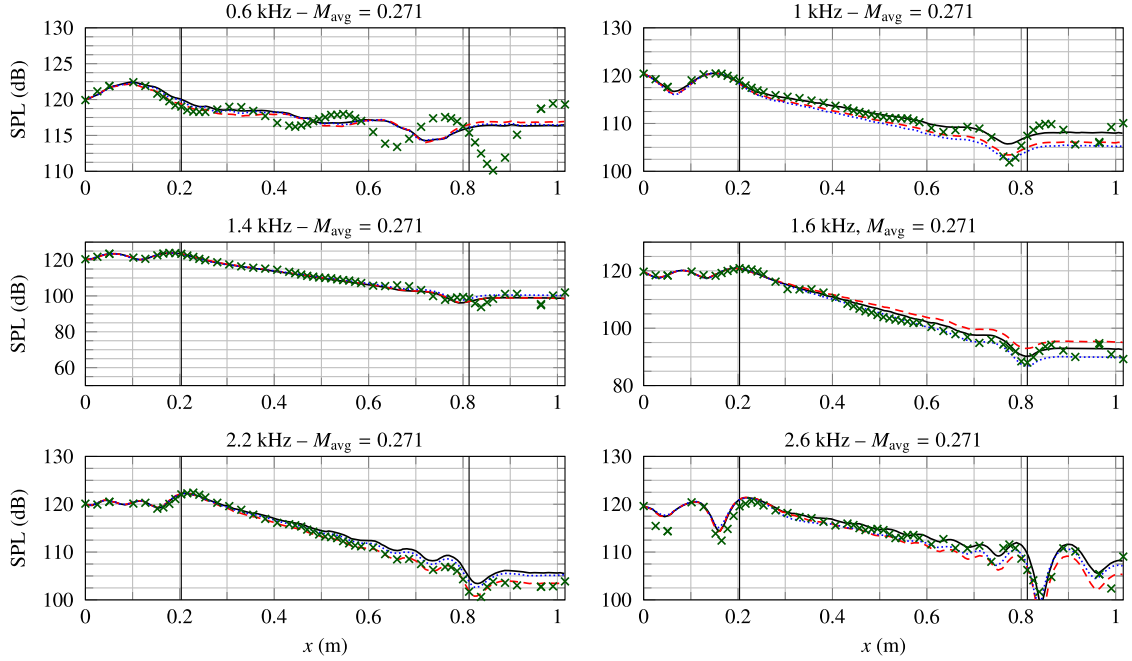 0.6 kHz – Mavg = 0.271
1 kHz – Mavg = 0.271
130
125
120
115
110
SPL (dB)
0 0.2 0.4 0.6 0.8 1
130
120
110
100
0 0.2 0.4 0.6 0.8 1
1.4 kHz – Mavg = 0.271
1.6 kHz, Mavg = 0.271
120
100
80
60
SPL (dB)
0 0.2 0.4 0.6 0.8 1
120
100
80
0 0.2 0.4 0.6 0.8 1
2.2 kHz – Mavg = 0.271
2.6 kHz – Mavg = 0.271
130
120
110
100
SPL (dB)
0 0.2 0.4 0.6 0.8 1
x (m)
130
120
110
100
0 0.2 0.4 0.6 0.8 1
x (m)